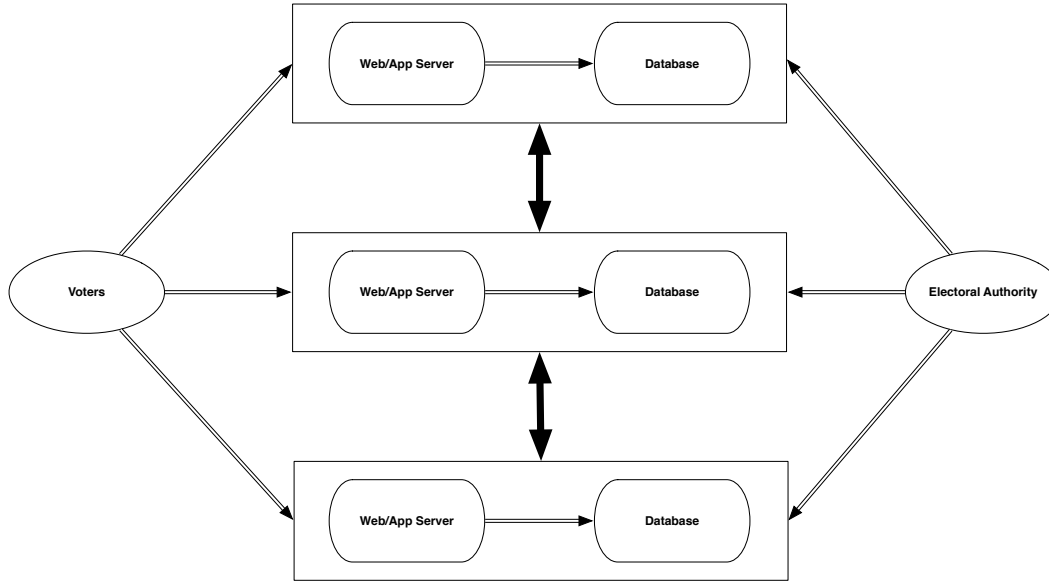 Web/App Server
Database
Voters
Web/App Server
Database
Electoral Authority
Web/App Server
Database